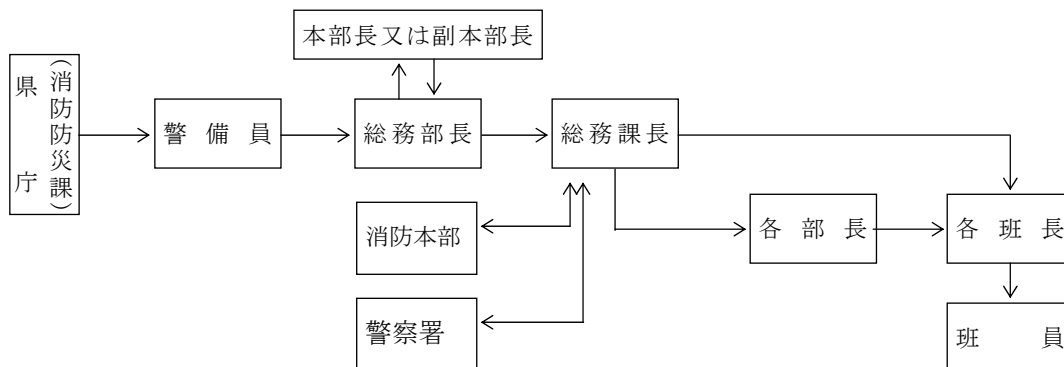 本部長又は副本部長
県庁
（消防防災課）
警備員
総務部長
総務課長
消防本部
各部長
各班長
警察署
班員